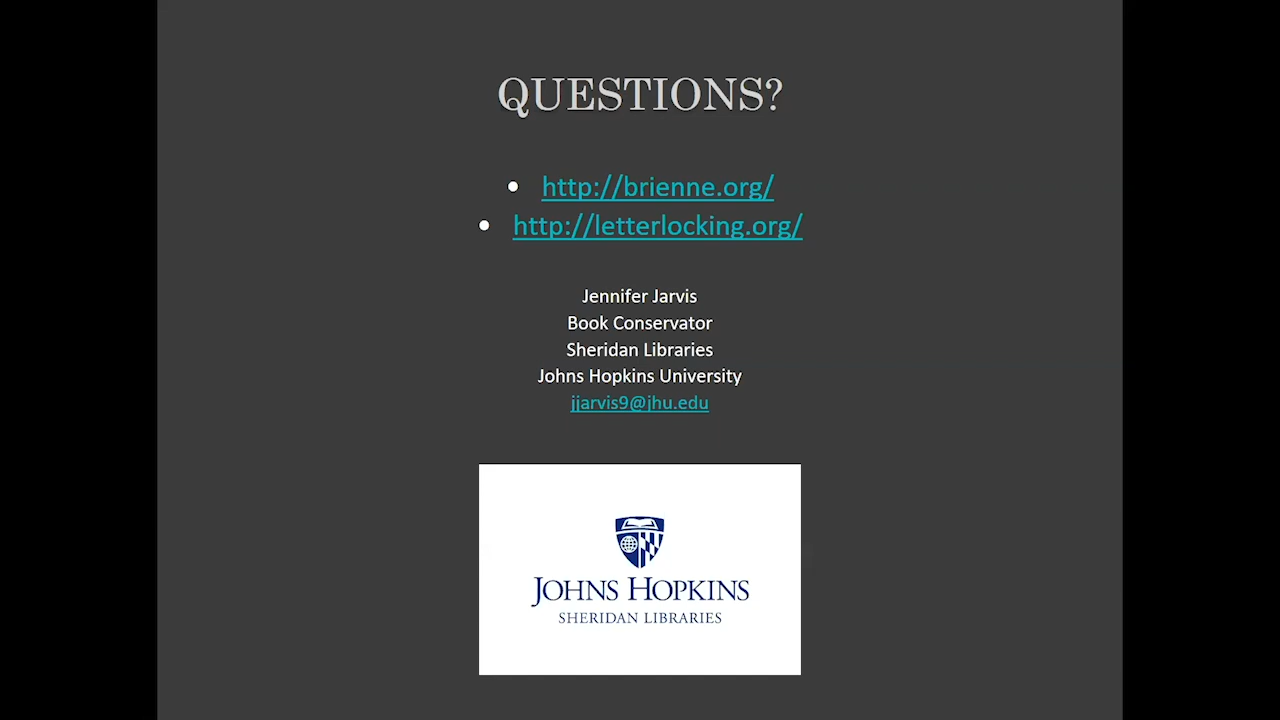 QUESTIONS?
• http://brienne.org/
• http://letterlocking.org/
Jennifer Jarvis
Book Conservator
Sheridan Libraries
Johns Hopkins University
jjarvis9@jhu.edu
JOHNS HOPKINS
SHERIDAN LIBRARIES